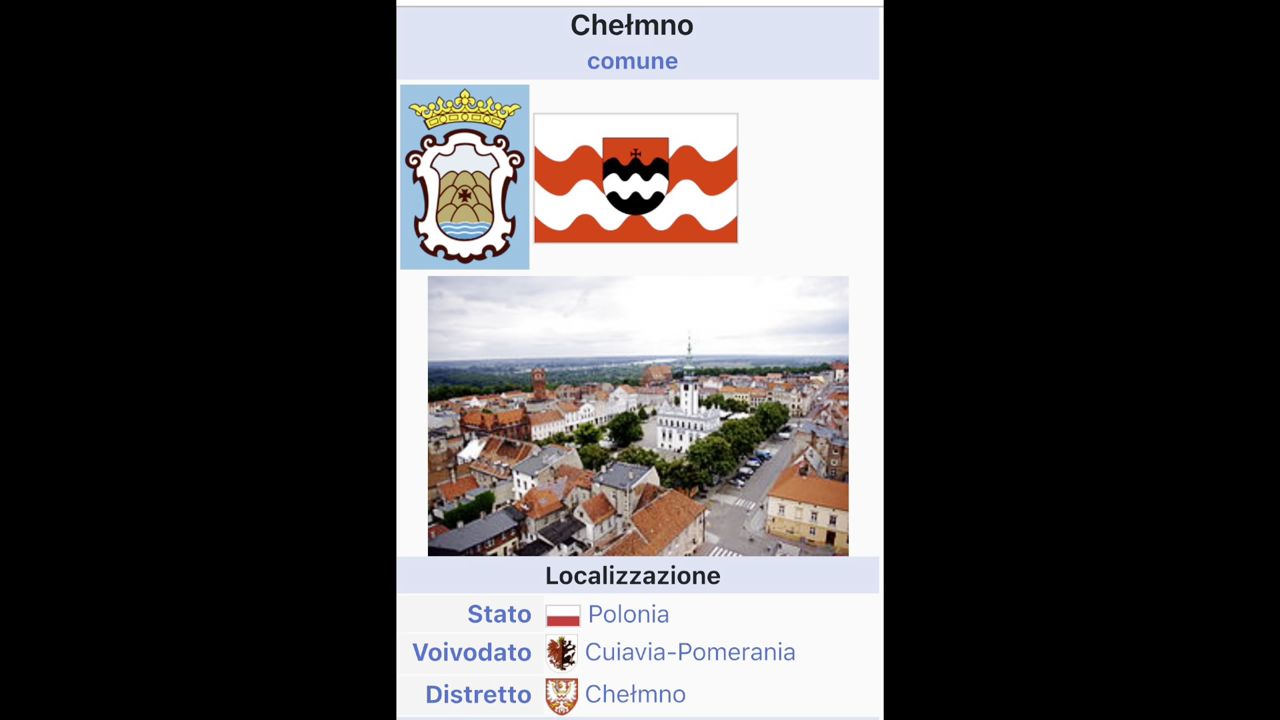 Chełmno
comune
Localizzazione
Stato Polonia
Voivodato Cuiavia-Pomerania
Distretto Chełmno